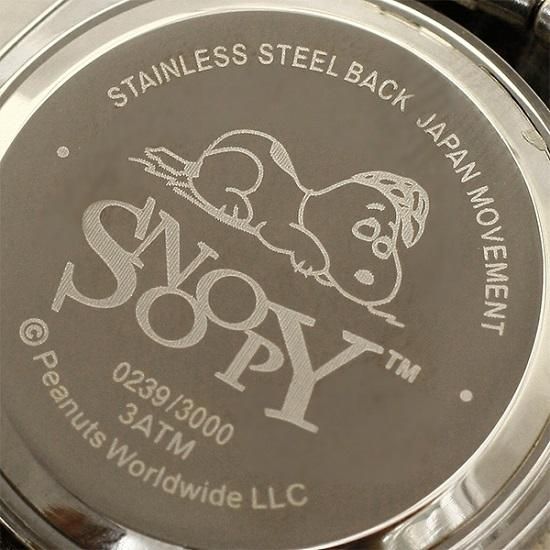 STAINLESS STEEL BACK JAPAN MOVEMENT
SNOOPY™
0239/3000
3ATM
© Peanuts Worldwide LLC